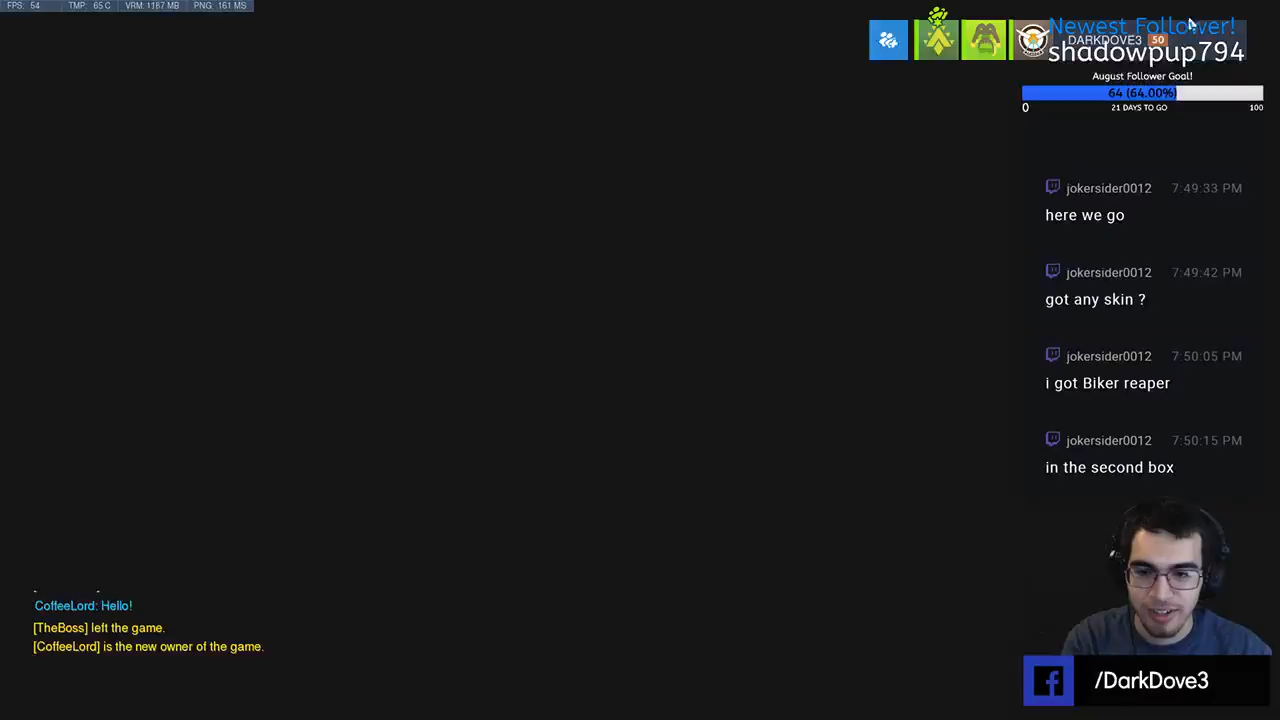 FPS: 54 TMP: 65 C VRM: 1187 MB PNG: 161 MS
Newest Follower!
DARKDOVE3 50
shadowpup794
August Follower Goal!
64 (64.00%)
0 21 DAYS TO GO 100
jokersider0012 7:49:33 PM
here we go
jokersider0012 7:49:42 PM
got any skin ?
jokersider0012 7:50:05 PM
i got Biker reaper
jokersider0012 7:50:15 PM
in the second box
CoffeeLord: Hello!
[TheBoss] left the game.
[CoffeeLord] is the new owner of the game.
/DarkDove3